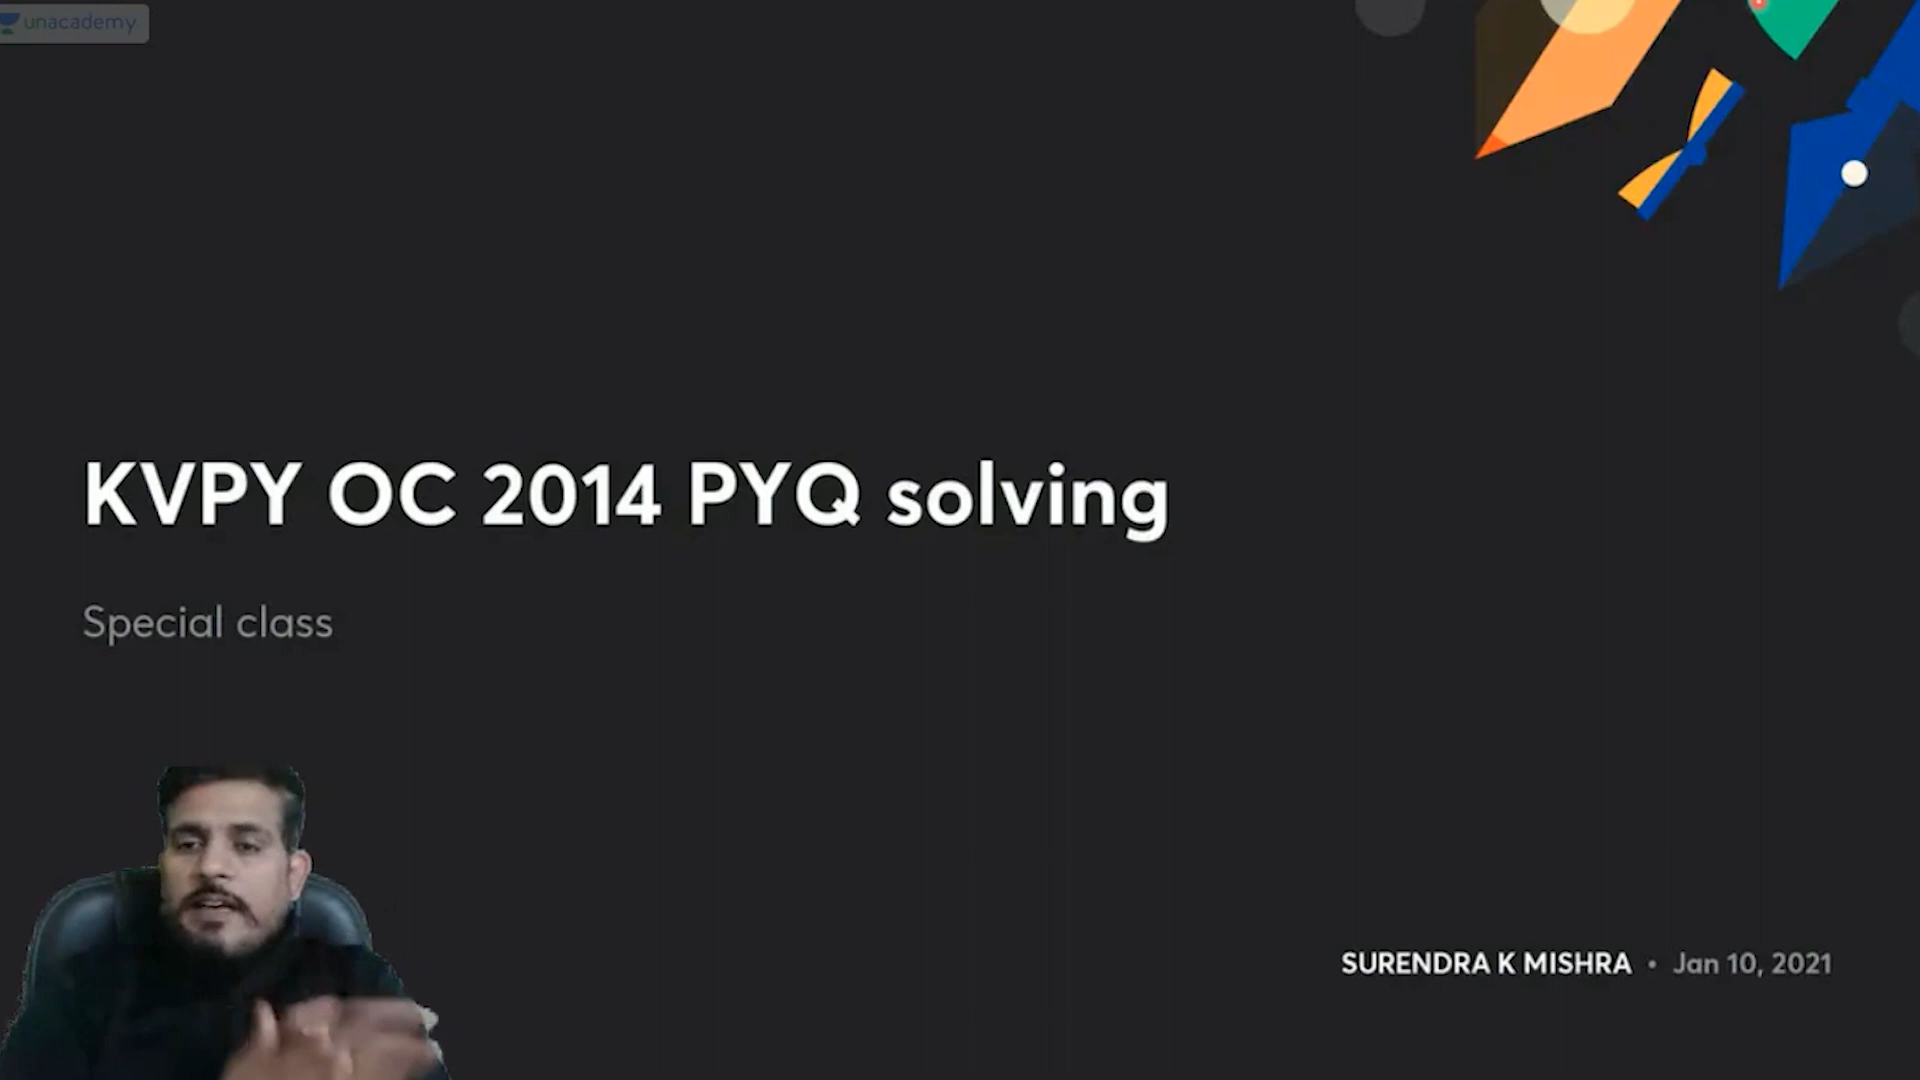 unacademy
KVPY OC 2014 PYQ solving
Special class
SURENDRA K MISHRA • Jan 10, 2021